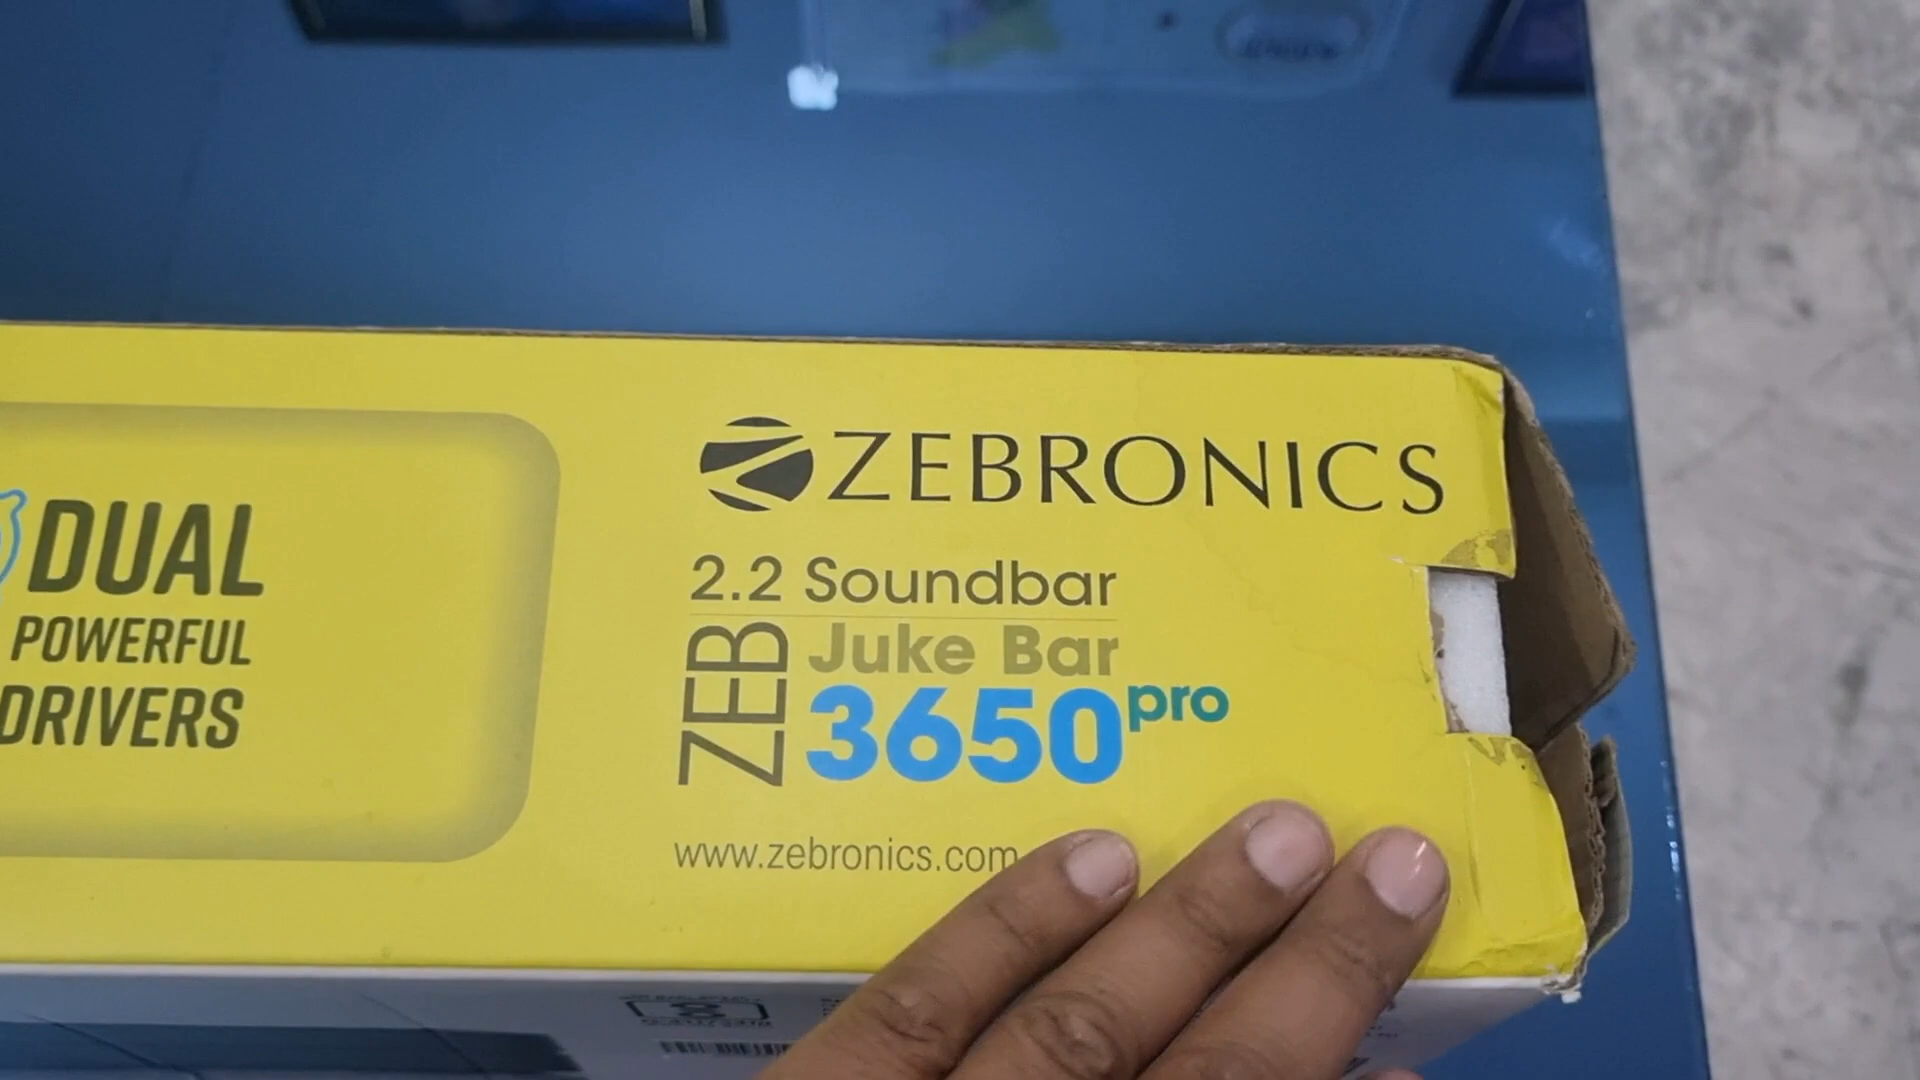 DUAL
POWERFUL
DRIVERS
ZEBRONICS
2.2 Soundbar
ZEB Juke Bar
3650pro
www.zebronics.com